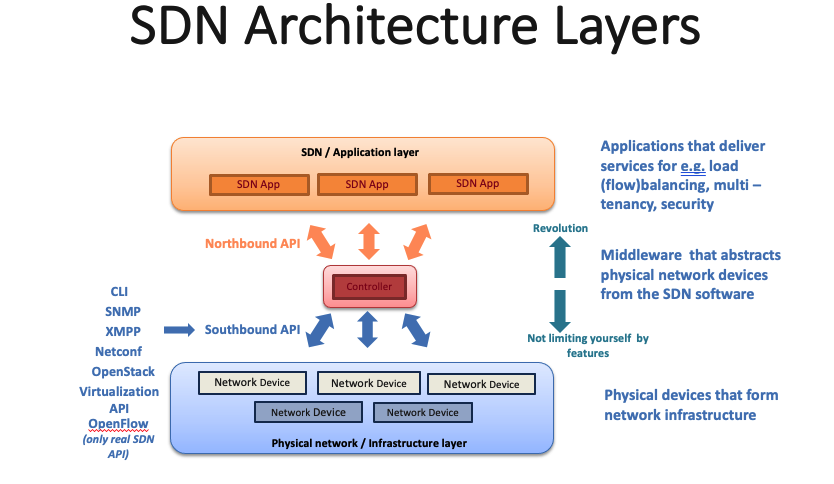 SDN Architecture Layers
SDN / Application layer
SDN App
SDN App
SDN App
Applications that deliver
services for e.g. load
(flow)balancing, multi –
tenancy, security
Northbound API
Revolution
Controller
Middleware that abstracts
physical network devices
from the SDN software
CLI
SNMP
XMPP
Netconf
OpenStack
Virtualization
API
OpenFlow
(only real SDN
API)
Southbound API
Not limiting yourself by
features
Network Device
Network Device
Network Device
Network Device
Network Device
Physical network / Infrastructure layer
Physical devices that form
network infrastructure